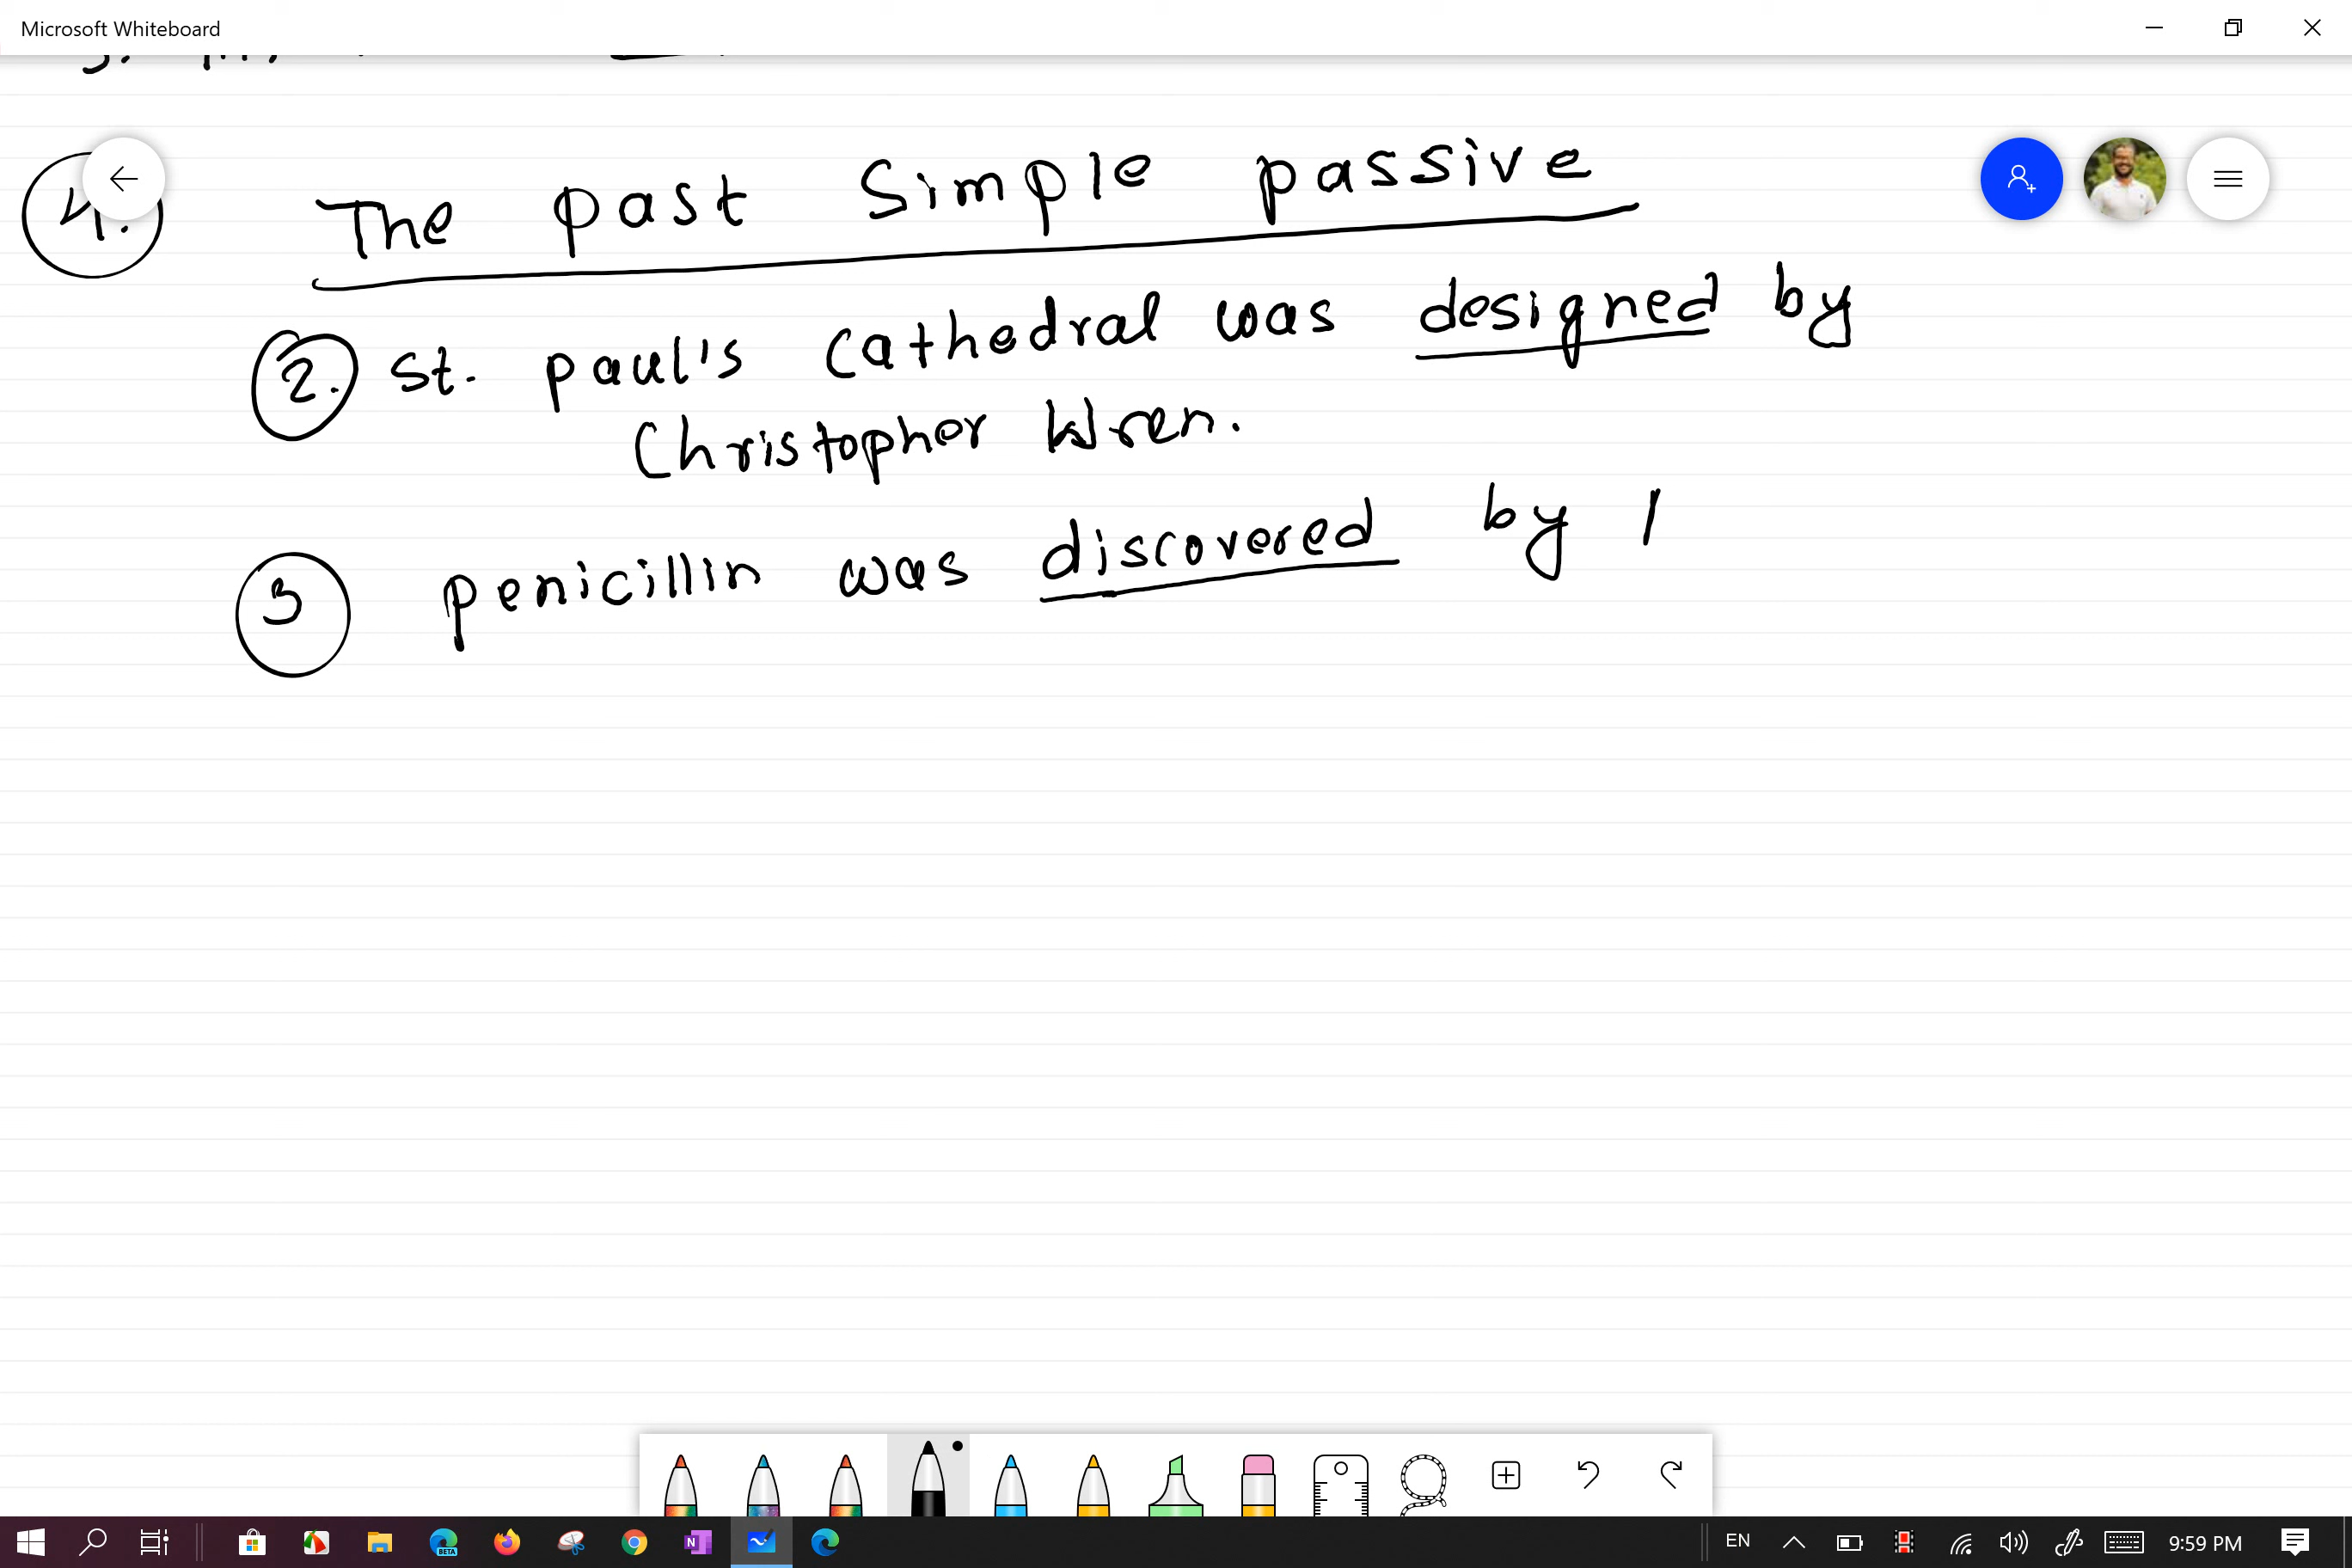 Microsoft Whiteboard
4.
The past Simple passive
2. St. paul's Cathedral was designed by
Christopher Wren.
3 penicillin was discovered by
BETA
N
EN
9:59 PM